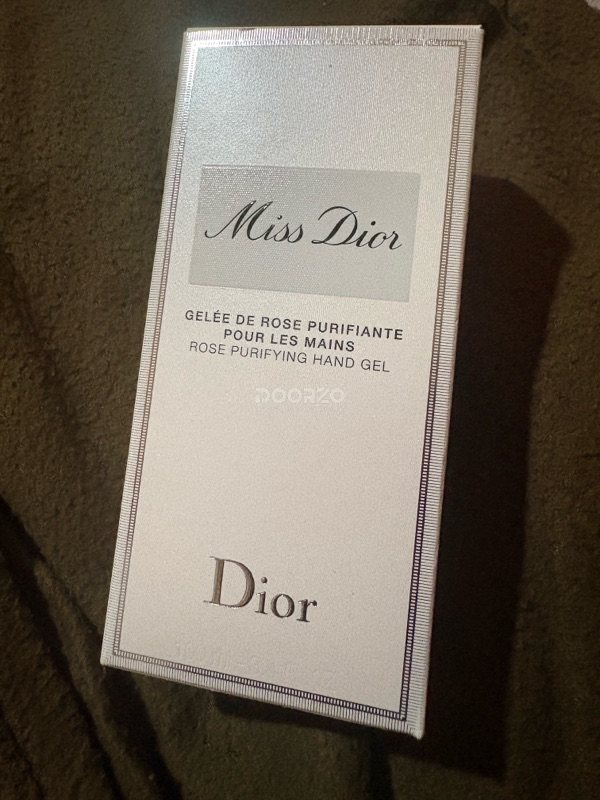 Miss Dior
GELÉE DE ROSE PURIFIANTE
POUR LES MAINS
ROSE PURIFYING HAND GEL
DOORZO
Dior